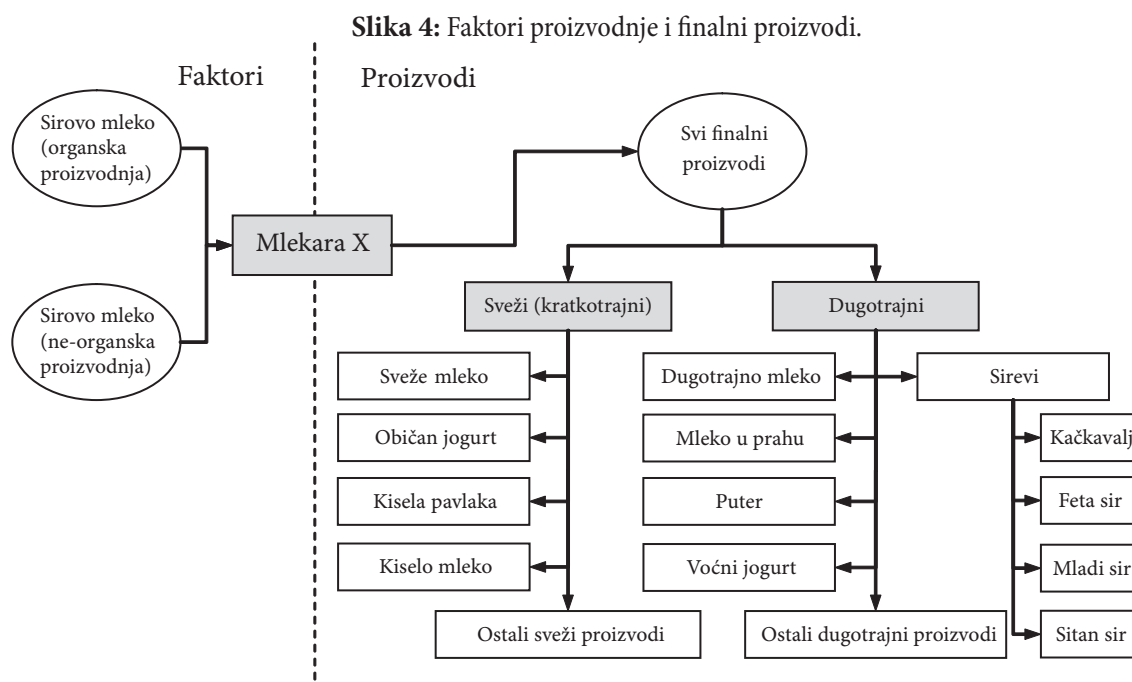 Slika 4: Faktori proizvodnje i finalni proizvodi.
Faktori
Proizvodi
Sirovo mleko
(organska
proizvodnja)
Svi finalni
proizvodi
Mlekara X
Sirovo mleko
(ne-organska
proizvodnja)
Sveži (kratkotrajni)
Dugotrajni
Sveže mleko
Dugotrajno mleko
Sirevi
Običan jogurt
Mleko u prahu
Kačkavalj
Kisela pavlaka
Puter
Feta sir
Kiselo mleko
Voćni jogurt
Mladi sir
Ostali sveži proizvodi
Ostali dugotrajni proizvodi
Sitan sir